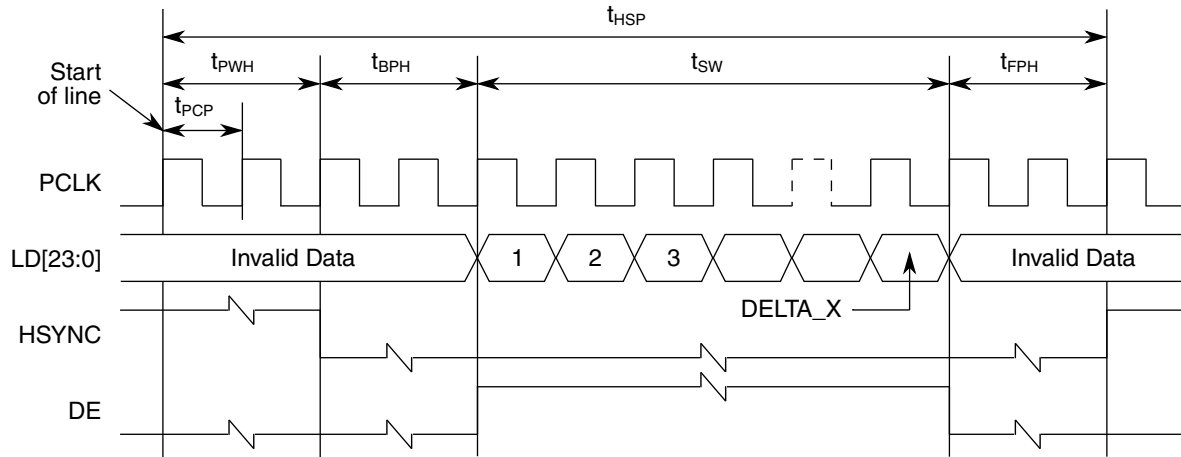 tHSP
tPWH tBPH tSW tFPH
Start
of line
tPCP
PCLK
LD[23:0] Invalid Data 1 2 3 Invalid Data
DELTA_X
HSYNC
DE